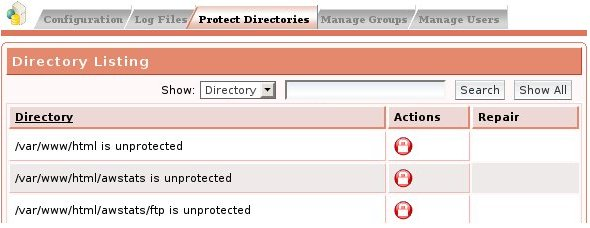 Configuration Log Files Protect Directories Manage Groups Manage Users
Directory Listing
Show: Directory Search Show All
Directory Actions Repair
/var/www/html is unprotected
/var/www/html/awstats is unprotected
/var/www/html/awstats/ftp is unprotected